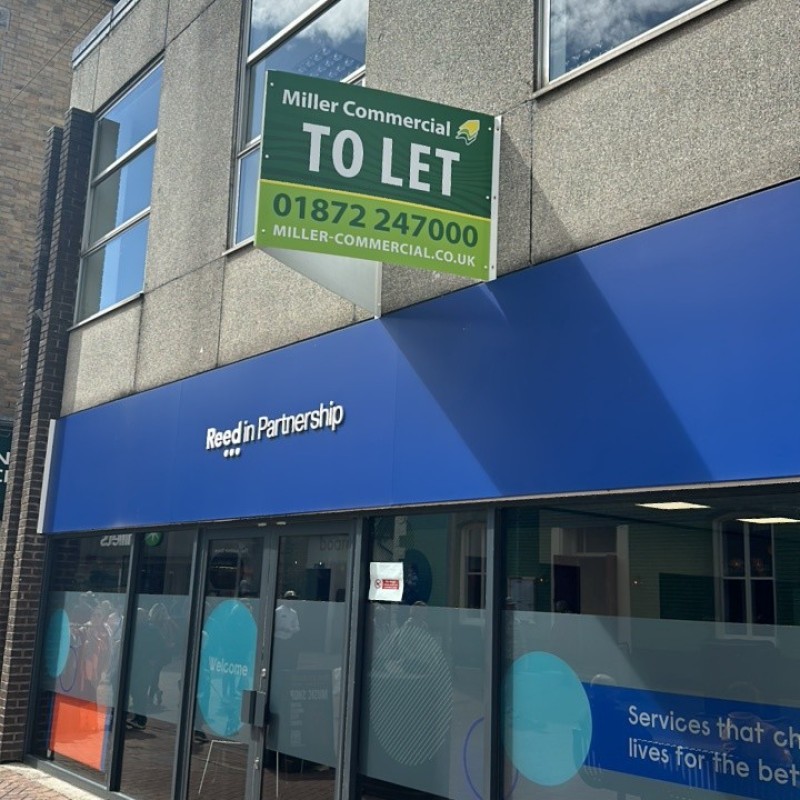 Miller Commercial
TO LET
01872 247000
MILLER-COMMERCIAL.CO.UK
Reed in Partnership
Welcome
Services that ch
lives for the bet